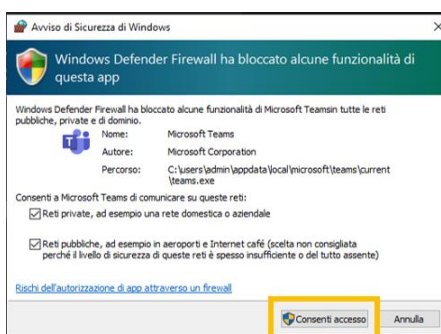 Avviso di Sicurezza di Windows
Windows Defender Firewall ha bloccato alcune funzionalità di
questa app
Windows Defender Firewall ha bloccato alcune funzionalità di Microsoft Teamsin tutte le reti
pubbliche, private e di dominio.
Nome: Microsoft Teams
Autore: Microsoft Corporation
Percorso: C:\users\admin\appdata\local\microsoft\teams\current
\teams.exe
Consenti a Microsoft Teams di comunicare su queste reti:
Reti private, ad esempio una rete domestica o aziendale
Reti pubbliche, ad esempio in aeroporti e Internet café (scelta non consigliata
perché il livello di sicurezza di queste reti è spesso insufficiente o del tutto assente)
Rischi dell'autorizzazione di app attraverso un firewall
Consenti accesso Annulla